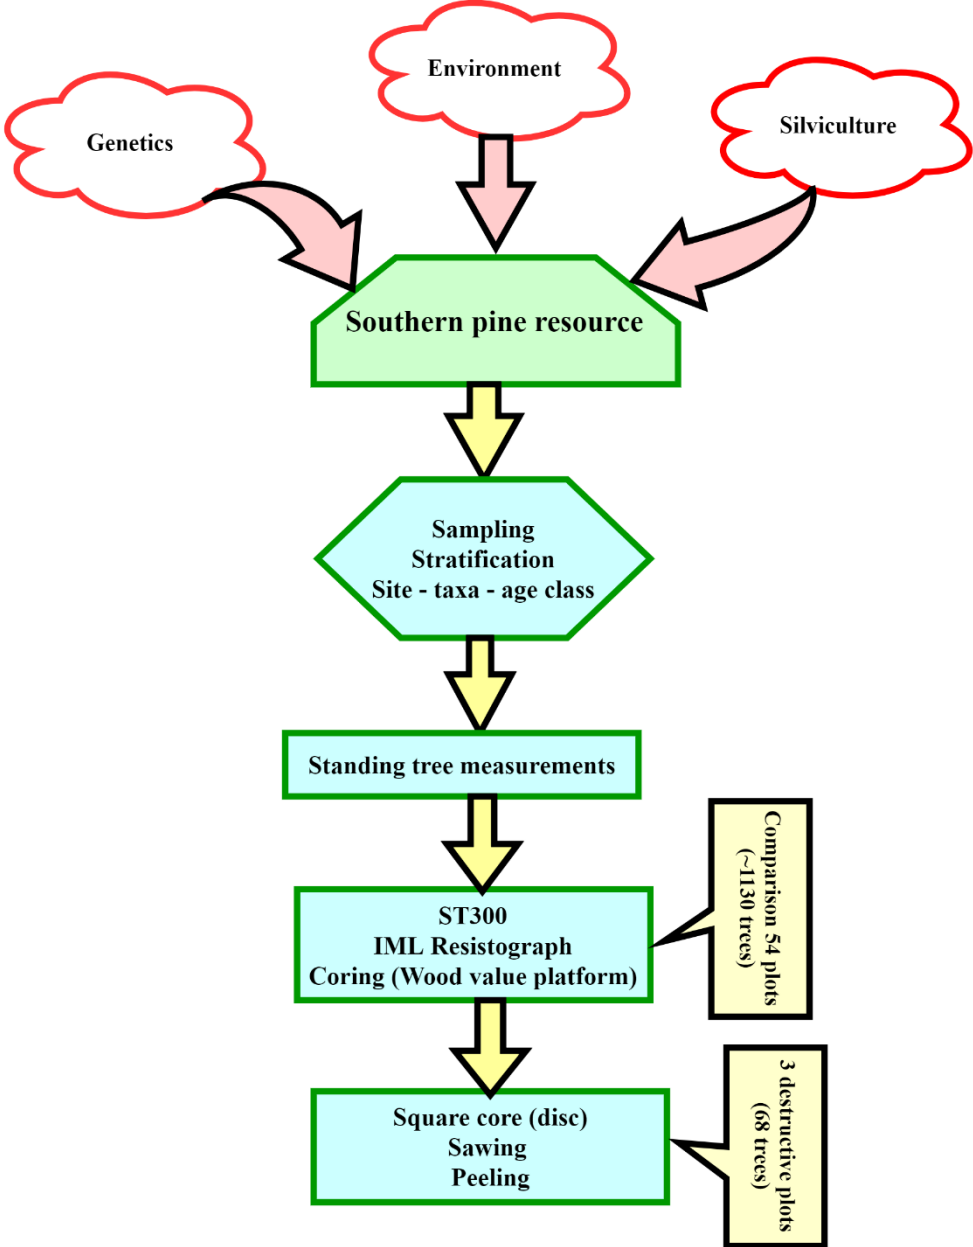 Environment
Genetics
Silviculture
Southern pine resource
Sampling
Stratification
Site - taxa - age class
Standing tree measurements
ST300
IML Resistograph
Coring (Wood value platform)
Comparison 54 plots
(~1130 trees)
Square core (disc)
Sawing
Peeling
3 destructive plots
(68 trees)